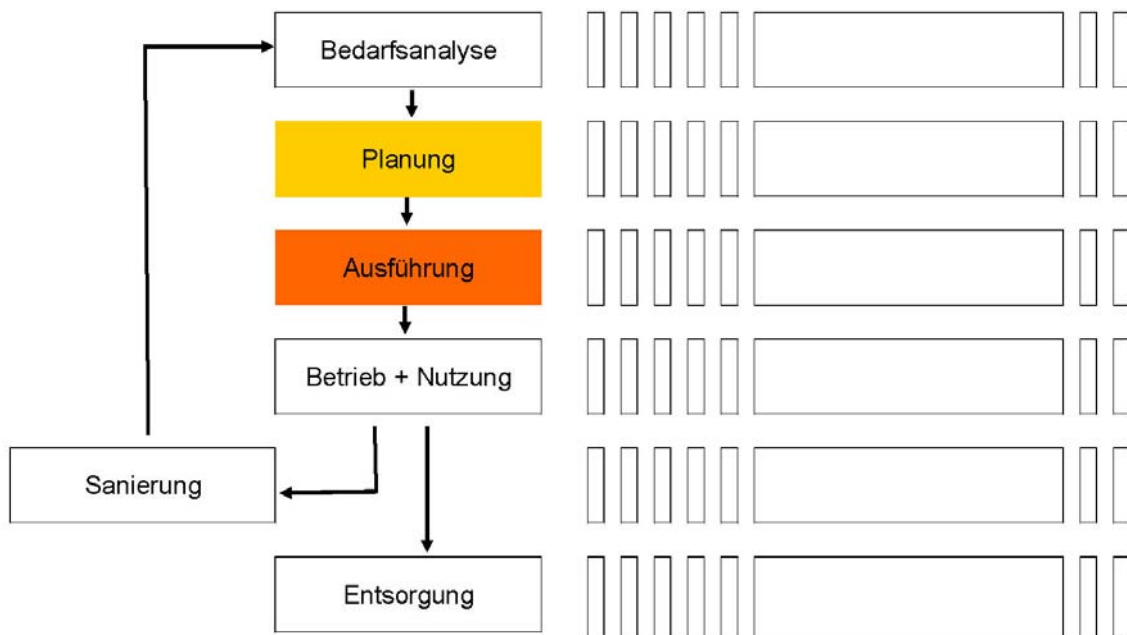 Bedarfsanalyse
Planung
Ausführung
Betrieb + Nutzung
Sanierung
Entsorgung